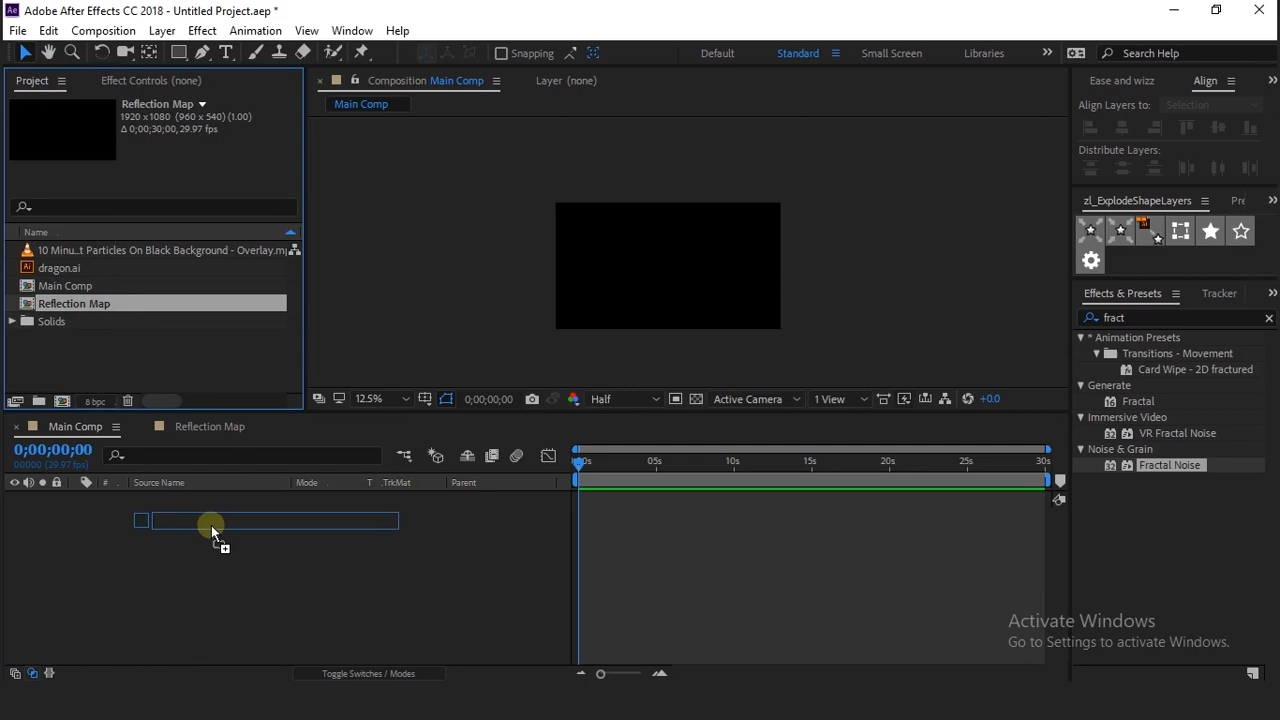 Adobe After Effects CC 2018 - Untitled Project.aep *
File Edit Composition Layer Effect Animation View Window Help
Snapping Default Standard Small Screen Libraries Search Help
Project Effect Controls (none)
Reflection Map
1920 x1080 (960 x 540) (1.00)
Δ 0;00;30;00, 29.97 fps
Name
10 Minu...t Particles On Black Background - Overlay.m
dragon.ai
Main Comp
Reflection Map
Solids
8 bpc
Composition Main Comp Layer (none)
Main Comp
12.5% 0;00;00;00 Half Active Camera 1 View +0.0
Ease and wizz Align
Align Layers to: Selection
Distribute Layers:
zl_ExplodeShapeLayers Pre
Effects & Presets Tracker
fract
* Animation Presets
Transitions - Movement
Card Wipe - 2D fractured
Generate
Fractal
Immersive Video
VR Fractal Noise
Noise & Grain
Fractal Noise
Main Comp Reflection Map
0;00;00;00
00000 (29.97 fps)
# Source Name Mode T .TrkMat Parent
05s 10s 15s 20s 25s 30s
Toggle Switches / Modes
Activate Windows
Go to Settings to activate Windows.